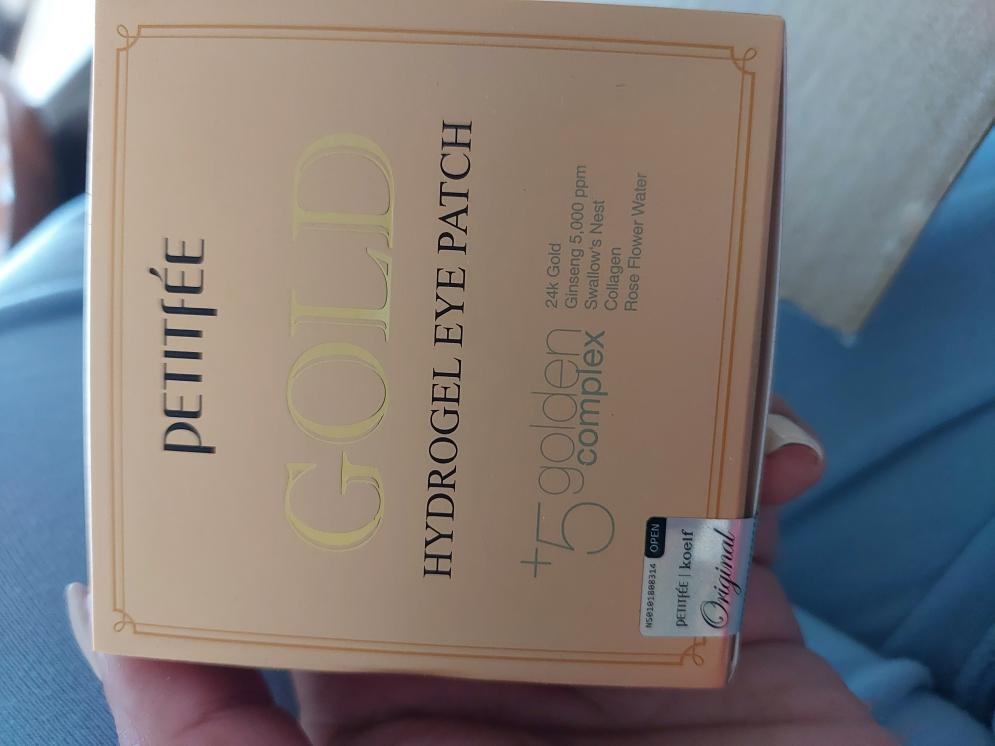 PETITFÉE
GOLD
HYDROGEL EYE PATCH
+5 golden
complex
24k Gold
Ginseng 5,000 ppm
Swallow's Nest
Collagen
Rose Flower Water
NS0101808314 OPEN
PETITFÉE | koelf
Original